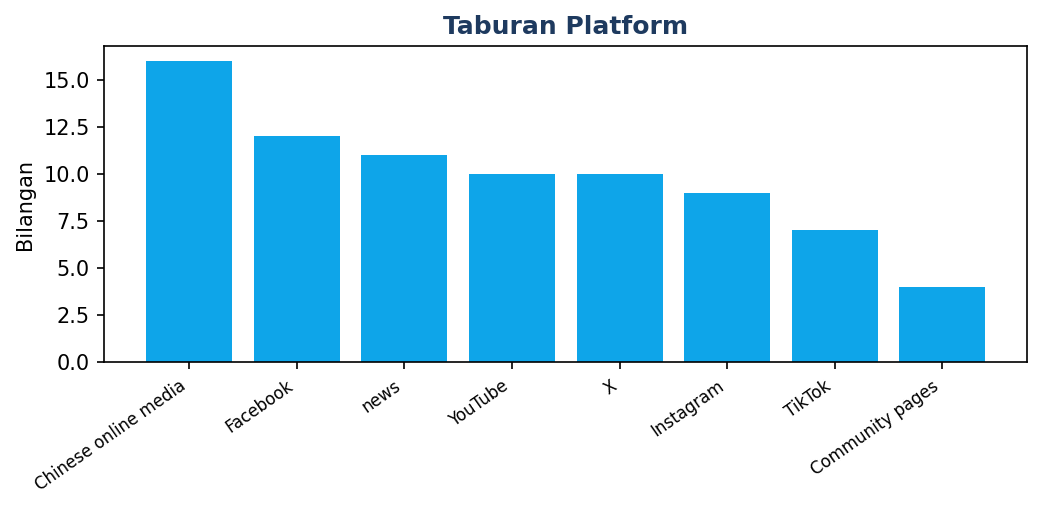 Taburan Platform
Bilangan
15.0
12.5
10.0
7.5
5.0
2.5
0.0
Chinese online media
Facebook
news
YouTube
X
Instagram
TikTok
Community pages